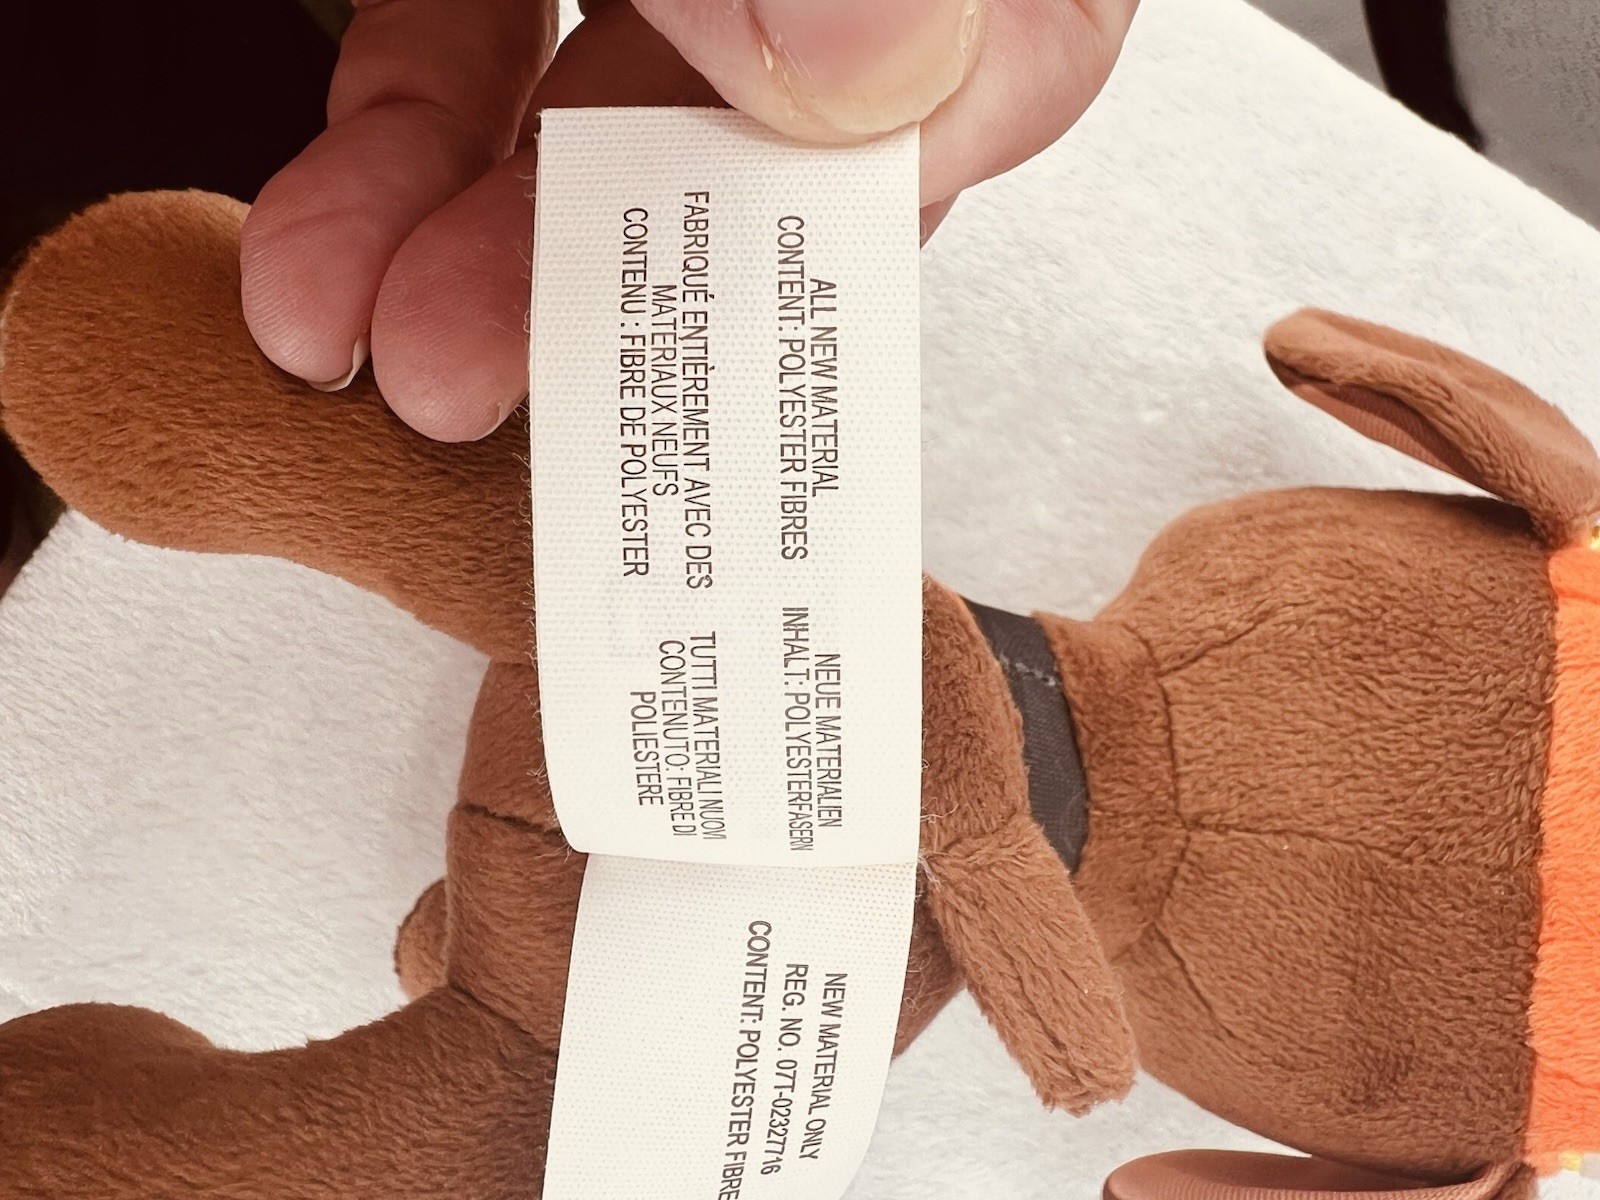 ALL NEW MATERIAL
CONTENT: POLYESTER FIBRES
FABRIQUÉ ENTIÈREMENT AVEC DES
MATERIAUX NEUFS
CONTENU : FIBRE DE POLYESTER
NEUE MATERIALIEN
INHALT: POLYESTERFASERN
TUTTI MATERIALI NUOVI
CONTENUTO: FIBRE DI
POLIESTERE
NEW MATERIAL ONLY
REG. NO. 07T-02327716
CONTENT: POLYESTER FIBRE